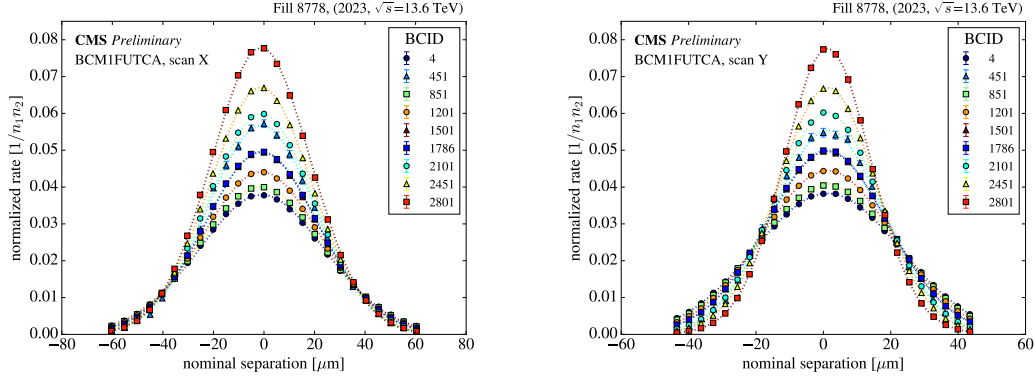 Fill 8778, (2023, √s=13.6 TeV)
CMS Preliminary
BCM1FUTCA, scan X
BCID
4
451
851
1201
1501
1786
2101
2451
2801
normalized rate [1/n₁n₂]
0.08
0.07
0.06
0.05
0.04
0.03
0.02
0.01
0.00
−80 −60 −40 −20 0 20 40 60 80
nominal separation [μm]
Fill 8778, (2023, √s=13.6 TeV)
CMS Preliminary
BCM1FUTCA, scan Y
BCID
4
451
851
1201
1501
1786
2101
2451
2801
normalized rate [1/n₁n₂]
0.08
0.07
0.06
0.05
0.04
0.03
0.02
0.01
0.00
−60 −40 −20 0 20 40 60
nominal separation [μm]